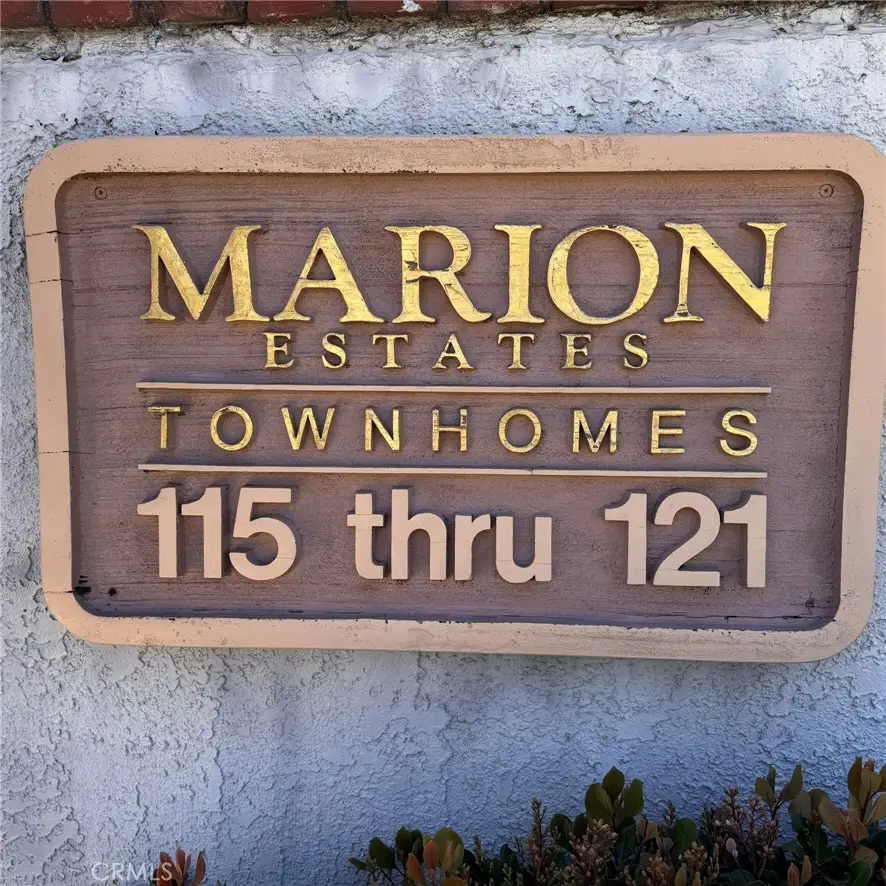 MARION
ESTATES
TOWNHOMES
115 thru 121
CRMLS